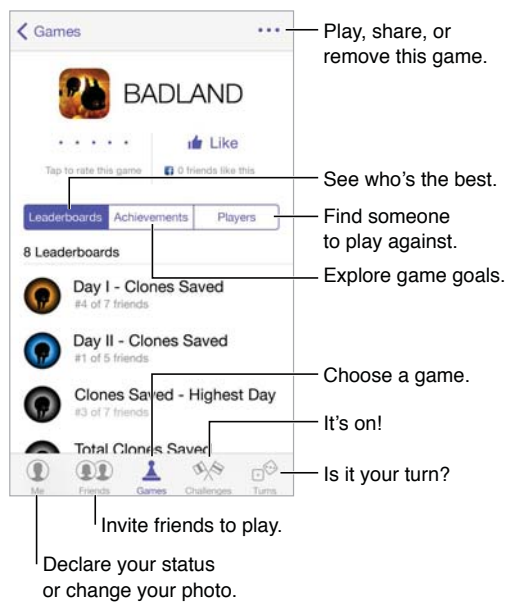 Games
Play, share, or
remove this game.
BADLAND
Like
Tap to rate this game
0 friends like this
See who's the best.
Leaderboards Achievements Players
Find someone
to play against.
8 Leaderboards
Explore game goals.
Day I - Clones Saved
#4 of 7 friends
Day II - Clones Saved
#1 of 5 friends
Choose a game.
Clones Saved - Highest Day
#3 of 7 friends
It's on!
Total Clones Saved
Is it your turn?
Me Friends Games Challenges Turns
Invite friends to play.
Declare your status
or change your photo.